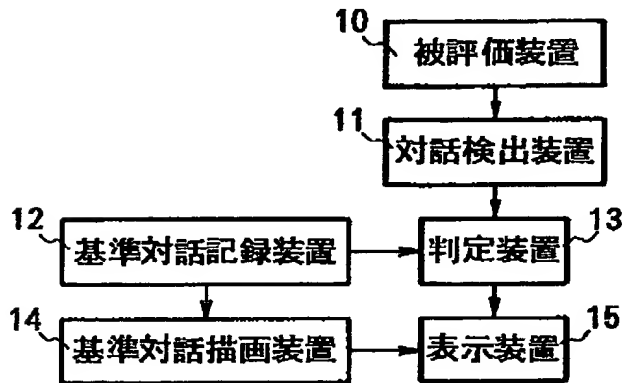 10
被評価装置
11
対話検出装置
12
基準対話記録装置
判定装置
13
14
基準対話描画装置
表示装置
15